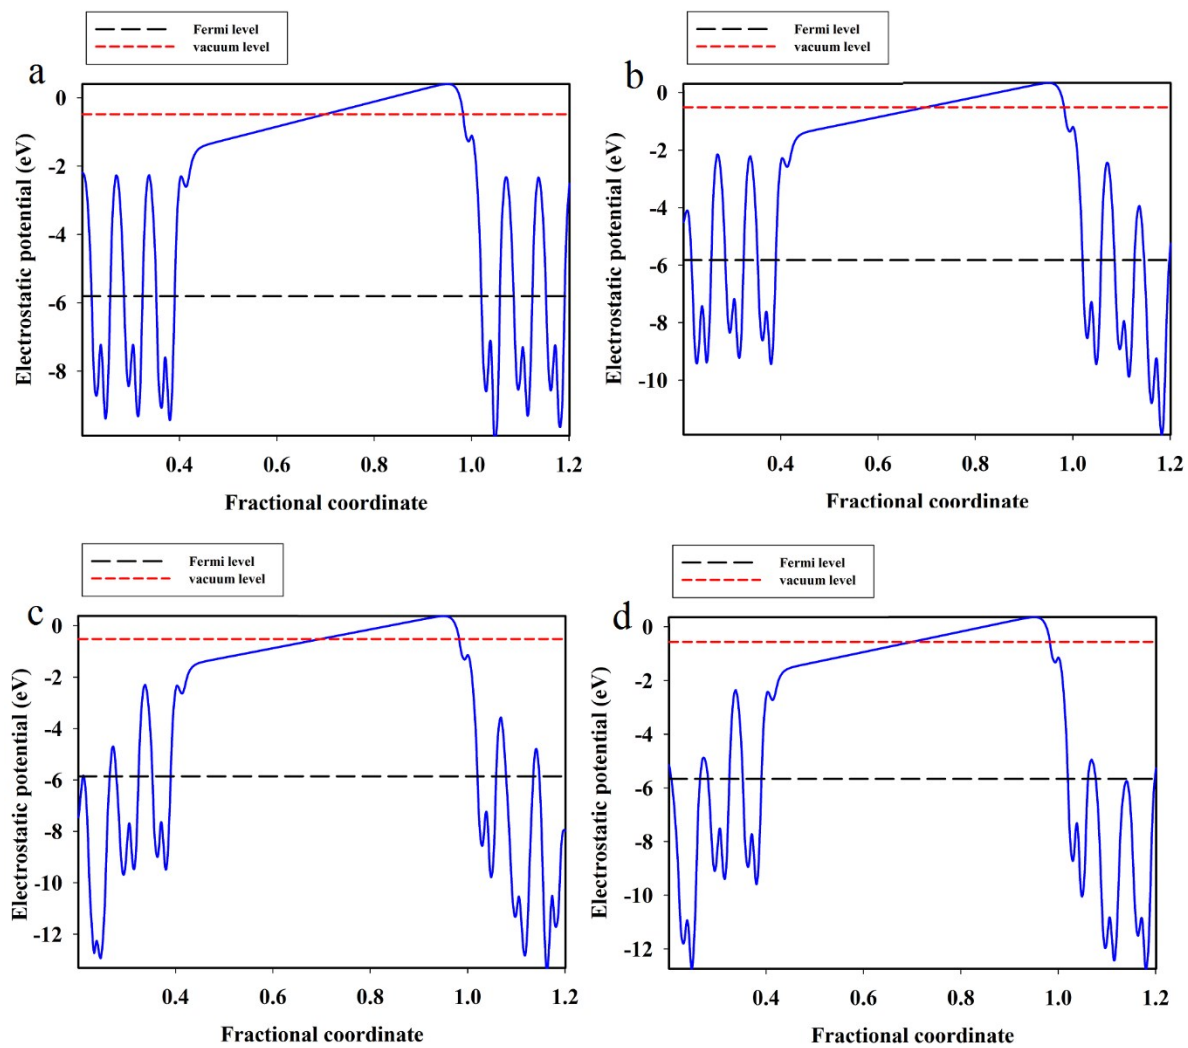 Fermi level
vacuum level
a
0
-2
-4
-6
-8
0.4
0.6
0.8
1.0
1.2
Electrostatic potential (eV)
Fractional coordinate
Fermi level
vacuum level
b
0
-2
-4
-6
-8
-10
0.4
0.6
0.8
1.0
1.2
Electrostatic potential (eV)
Fractional coordinate
Fermi level
vacuum level
c
0
-2
-4
-6
-8
-10
-12
0.4
0.6
0.8
1.0
1.2
Electrostatic potential (eV)
Fractional coordinate
Fermi level
vacuum level
d
0
-2
-4
-6
-8
-10
-12
0.4
0.6
0.8
1.0
1.2
Electrostatic potential (eV)
Fractional coordinate